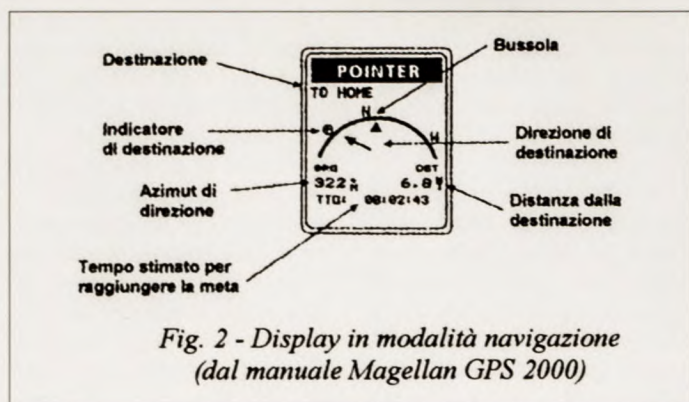 Destinazione
Bussola
POINTER
TO HOME
N
Indicatore
di destinazione
Direzione di
destinazione
BRG
DST
322
M
6.8
Azimut di
direzione
Distanza dalla
destinazione
TTG:
00:02:43
Tempo stimato per
raggiungere la meta
Fig. 2 - Display in modalità navigazione
(dal manuale Magellan GPS 2000)